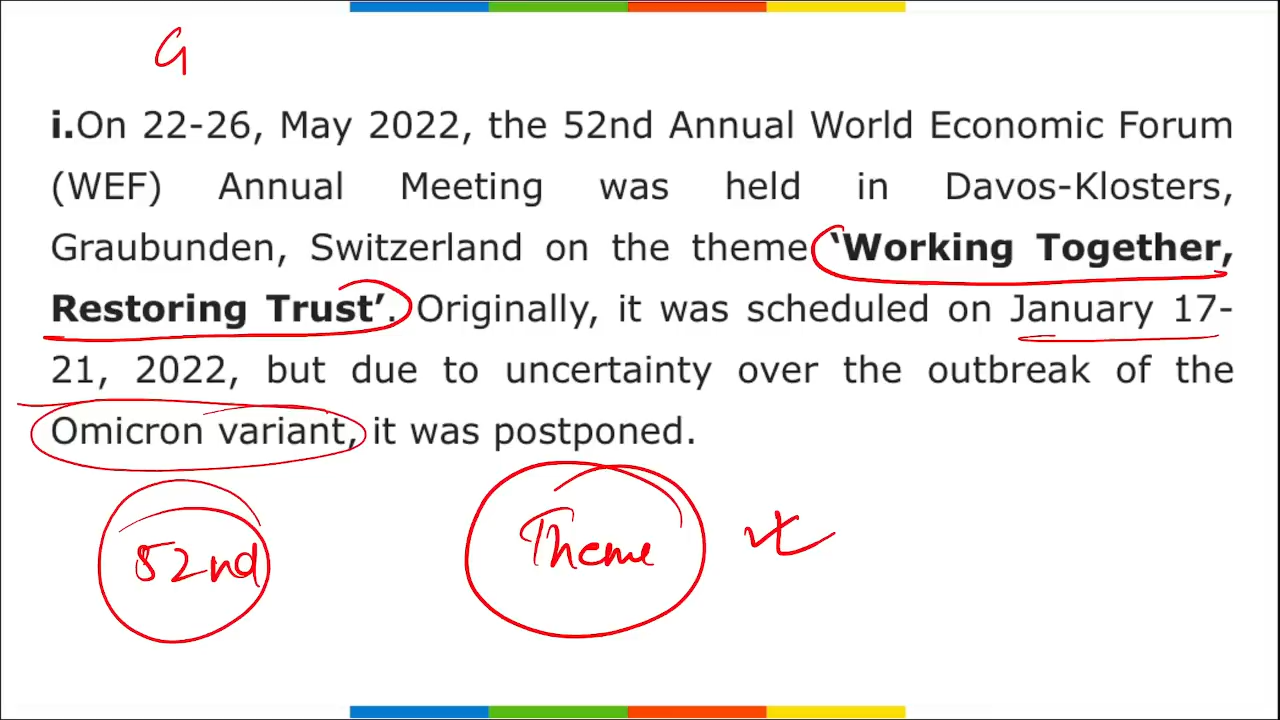 G
i.On 22-26, May 2022, the 52nd Annual World Economic Forum
(WEF) Annual Meeting was held in Davos-Klosters,
Graubunden, Switzerland on the theme ‘Working Together,
Restoring Trust’. Originally, it was scheduled on January 17-
21, 2022, but due to uncertainty over the outbreak of the
Omicron variant, it was postponed.
52nd Theme